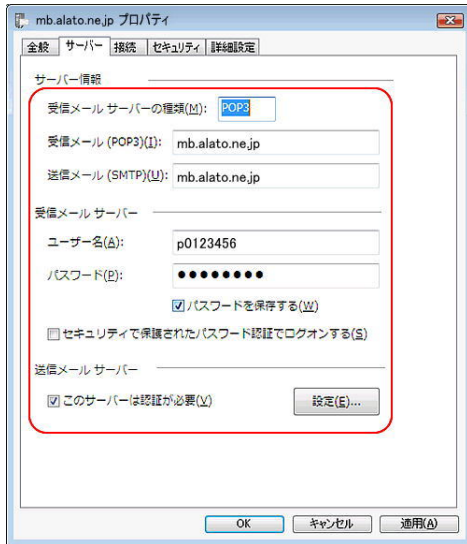 mb.alato.ne.jp プロパティ
全般 サーバー 接続 セキュリティ 詳細設定
サーバー情報
受信メール サーバーの種類(M): POP3
受信メール (POP3)(I): mb.alato.ne.jp
送信メール (SMTP)(U): mb.alato.ne.jp
受信メール サーバー
ユーザー名(A): p0123456
パスワード(P): ●●●●●●●●
パスワードを保存する(W)
セキュリティで保護されたパスワード認証でログオンする(S)
送信メール サーバー
このサーバーは認証が必要(V) 設定(E)...
OK キャンセル 適用(A)